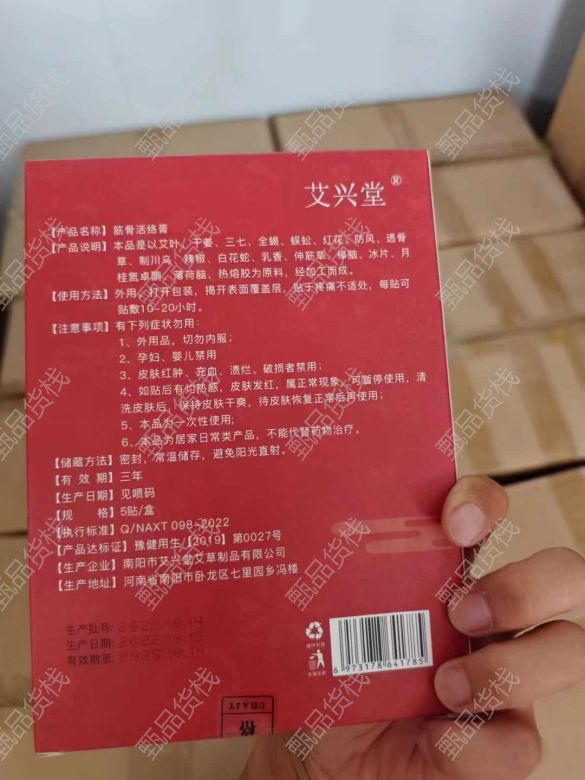 艾兴堂®
【产品名称】筋骨活络膏
【产品说明】本品是以艾叶、干姜、三七、全蝎、蜈蚣、红花、防风、透骨
草、制川乌、辣椒、白花蛇、乳香、伸筋草、樟脑、冰片、月
桂氮卓酮、薄荷脑、热熔胶为原料，经加工而成。
【使用方法】外用。打开包装，揭开表面覆盖层，贴于疼痛不适处，每贴可
贴敷10-20小时。
【注意事项】有下列症状勿用：
1、外用品，切勿内服；
2、孕妇、婴儿禁用
3、皮肤红肿、充血、溃烂、破损者禁用；
4、如贴后有灼热感，皮肤发红，属正常现象，可暂停使用，清
洗皮肤后，保持皮肤干爽，待皮肤恢复正常后再使用；
5、本品为一次性使用；
6、本品为居家日常类产品，不能代替药物治疗。
【储藏方法】密封，常温储存，避免阳光直射。
【有 效 期】三年
【生产日期】见喷码
【规 格】5贴/盒
【执行标准】Q/NAXT 098-2022
【产品达标证】豫健用生【2019】第0027号
【生产企业】南阳市艾兴堂艾草制品有限公司
【生产地址】河南省南阳市卧龙区七里园乡冯楼
生产批号: 2022.10.14
生产日期: 2022.10.15
有效期至: 2025.10.14
6 973178 641785
CHAIT
甄品货栈